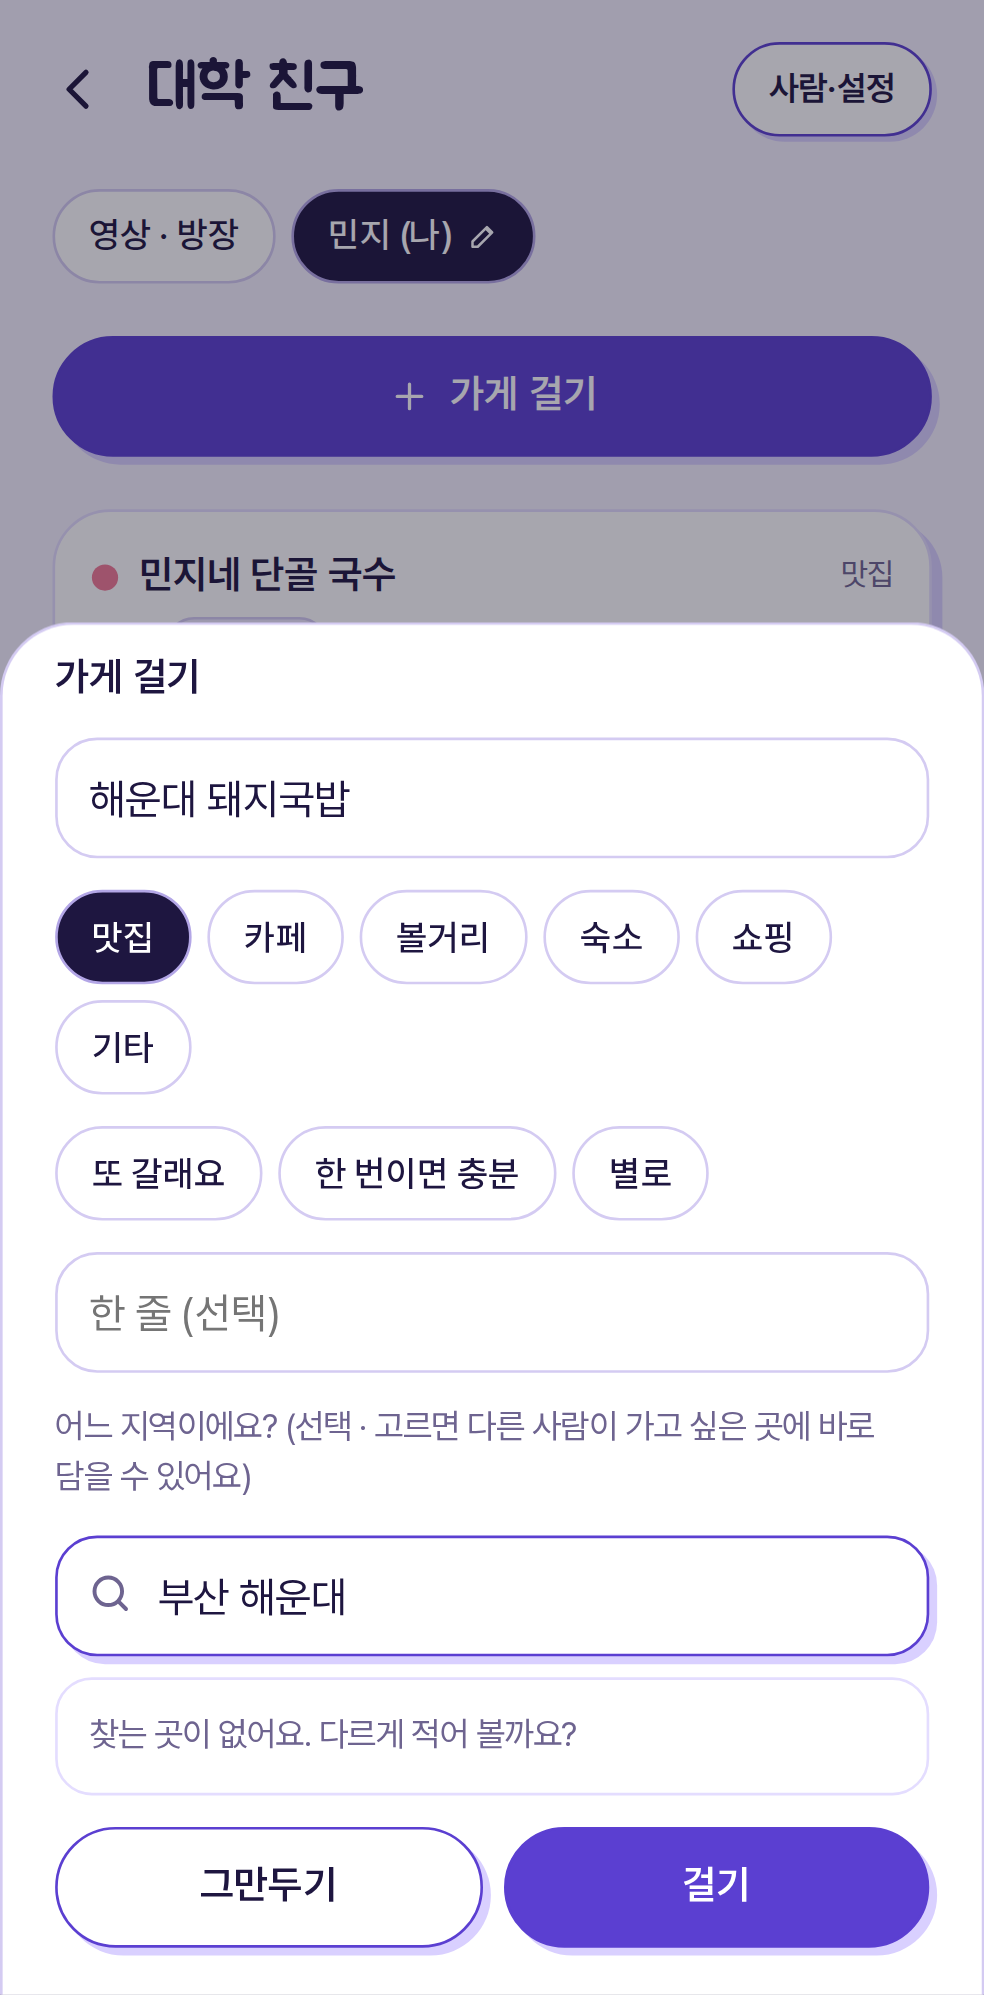 대학 친구
사람·설정
영상 · 방장
민지 (나)
가게 걸기
민지네 단골 국수
맛집
가게 걸기
해운대 돼지국밥
맛집
카페
볼거리
숙소
쇼핑
기타
또 갈래요
한 번이면 충분
별로
한 줄 (선택)
어느 지역이에요? (선택 · 고르면 다른 사람이 가고 싶은 곳에 바로
담을 수 있어요)
부산 해운대
찾는 곳이 없어요. 다르게 적어 볼까요?
그만두기
걸기